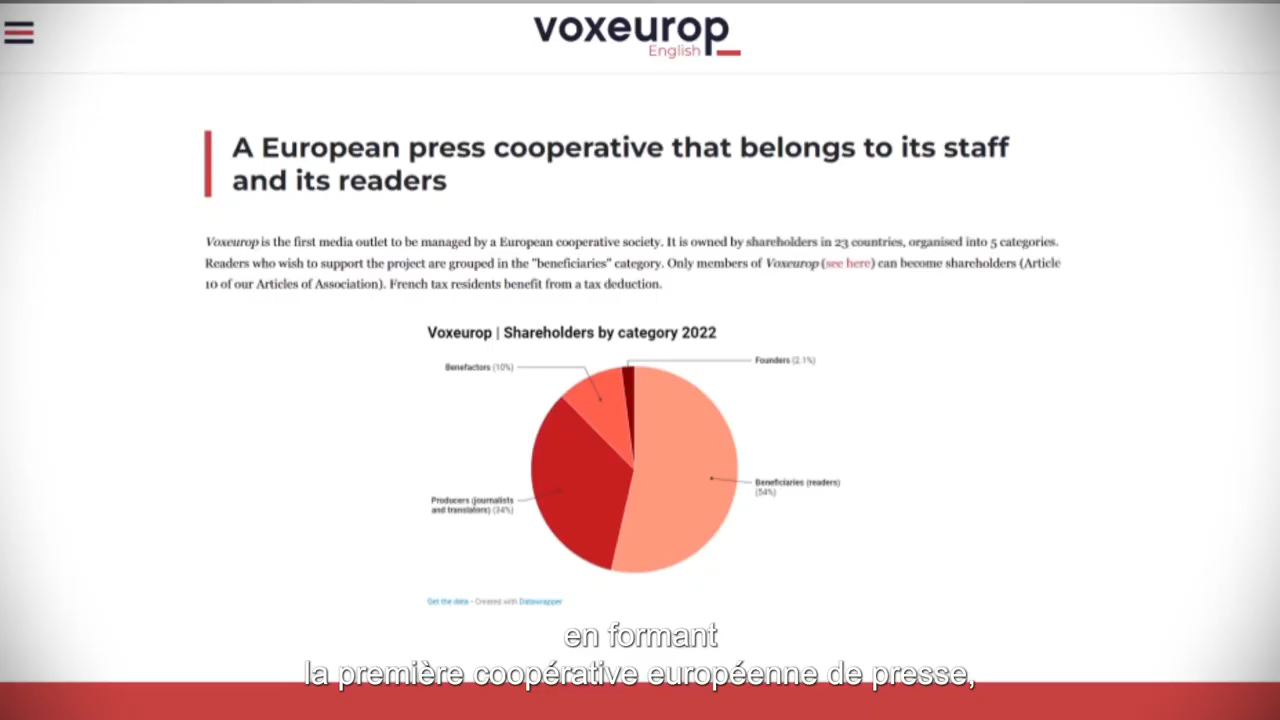 voxeurop
English
A European press cooperative that belongs to its staff
and its readers
Voxeurop is the first media outlet to be managed by a European cooperative society. It is owned by shareholders in 23 countries, organised into 5 categories.
Readers who wish to support the project are grouped in the "beneficiaries" category. Only members of Voxeurop (see here) can become shareholders (Article
10 of our Articles of Association). French tax residents benefit from a tax deduction.
Voxeurop | Shareholders by category 2022
Founders (2.1%)
Benefactors (10%)
Beneficiaries (readers)
(54%)
Producers (journalists
and translators) (34%)
Get the data - Created with Datawrapper
en formant
la première coopérative européenne de presse,